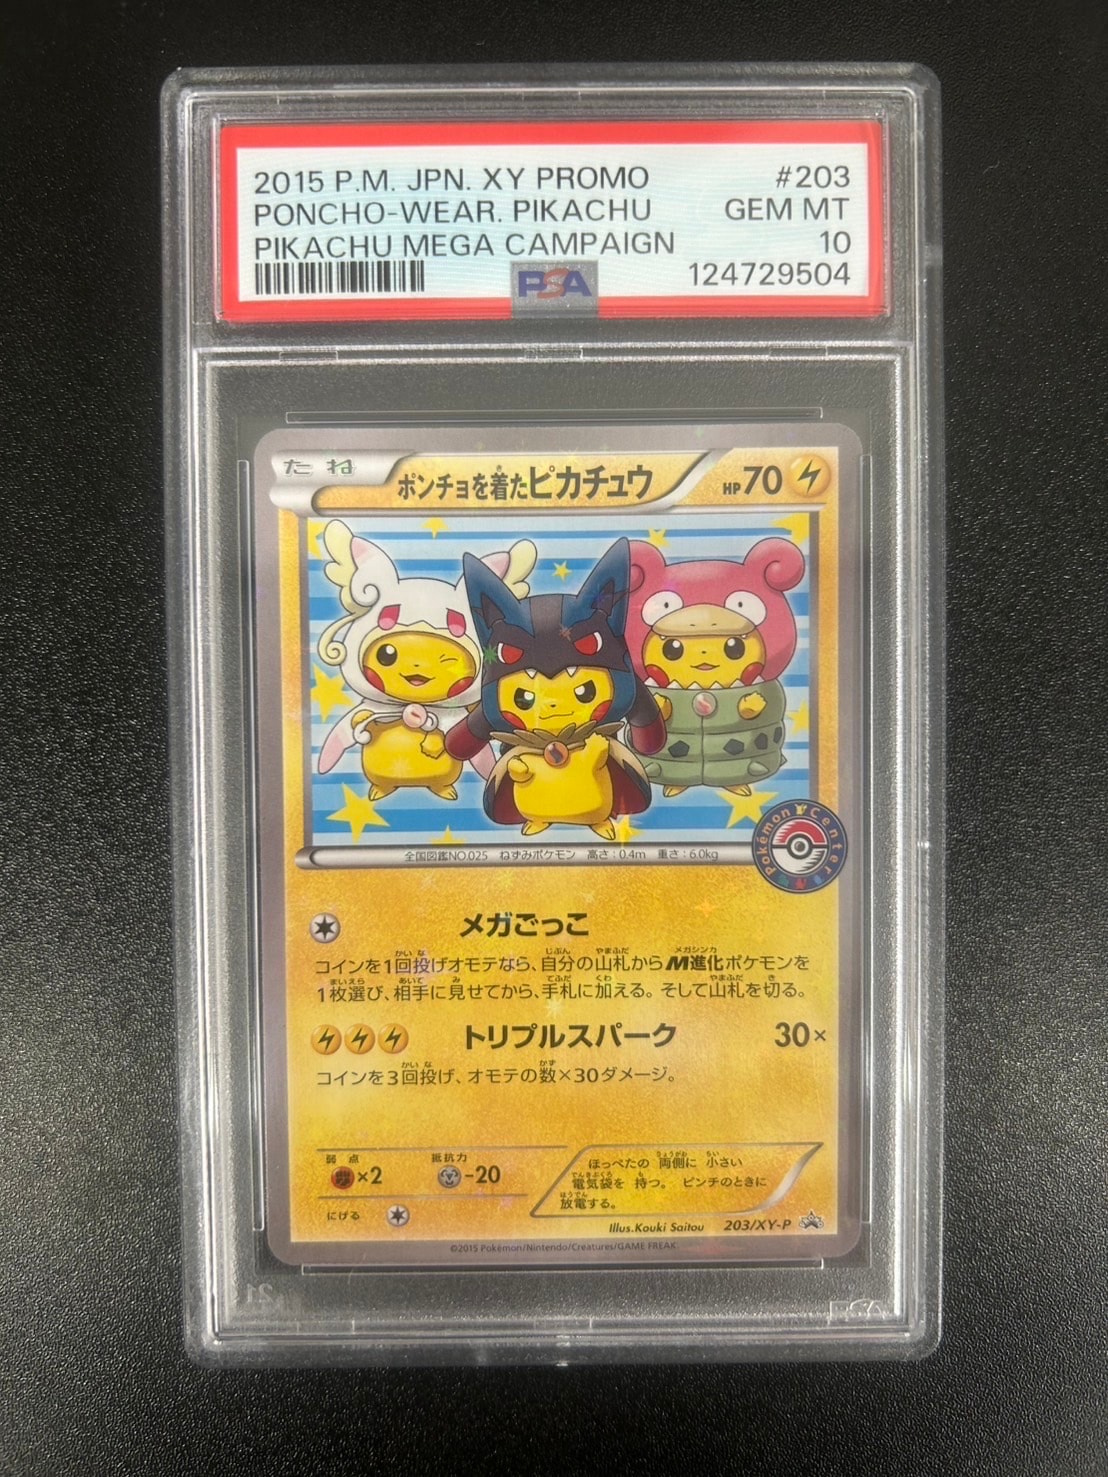 2015 P.M. JPN. XY PROMO #203
PONCHO-WEAR. PIKACHU GEM MT
PIKACHU MEGA CAMPAIGN 10
124729504
PSA
たね ポンチョを着たピカチュウ HP70
全国図鑑NO.025 ねずみポケモン 高さ:0.4m 重さ:6.0kg
Pokémon Center
メガごっこ
コインを1回投げオモテなら、自分の山札からM進化ポケモンを
1枚選び、相手に見せてから、手札に加える。そして山札を切る。
トリプルスパーク 30×
コインを3回投げ、オモテの数×30ダメージ。
弱点 抵抗力
×2 -20
にげる
ほっぺたの 両側に 小さい
電気袋を 持つ。 ピンチのときに
放電する。
Illus.Kouki Saitou 203/XY-P
©2015 Pokémon/Nintendo/Creatures/GAME FREAK